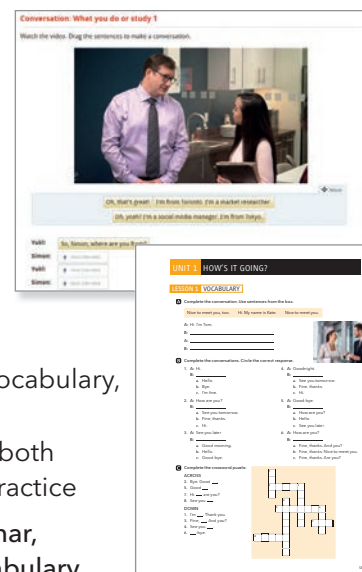 Conversation: What you do or study 1
Watch the video. Drag the sentences to make a conversation.
Move
Oh, that's great! I'm from Toronto. I'm a market researcher.
Oh, yeah? I'm a social media manager. I'm from Tokyo.
Yuki: So, Simon, where are you from?
Simon:
Yuki:
Simon:
ocabulary,
both
ractice
nar,
abulary
UNIT 1 HOW'S IT GOING?
LESSON 1 VOCABULARY
A Complete the conversation. Use sentences from the box.
Nice to meet you, too. Hi. My name is Kate. Nice to meet you.
A: Hi. I'm Tom.
B:
A:
B:
B Complete the conversations. Circle the correct response.
1. A: Hi.
B:
a. Hello.
b. Bye.
c. I'm fine.
2. A: How are you?
B:
a. See you tomorrow.
b. Fine, thanks.
c. Hi.
3. A: See you later.
B:
a. Good morning.
b. Hello.
c. Good bye.
4. A: Goodnight.
B:
a. See you tomorrow.
b. Fine, thanks.
c. Hi.
5. A: Good bye.
B:
a. How are you?
b. Hello.
c. See you later.
6. A: How are you?
B:
a. Fine, thanks. And you?
b. Fine, thanks. Nice to meet you.
c. Fine, thanks. Are you?
C Complete the crossword puzzle.
ACROSS
2. Bye. Good
5. Good
7. Hi. are you?
8. See you
DOWN
1. I'm . Thank you.
3. Fine, . And you?
4. See you
6. bye.